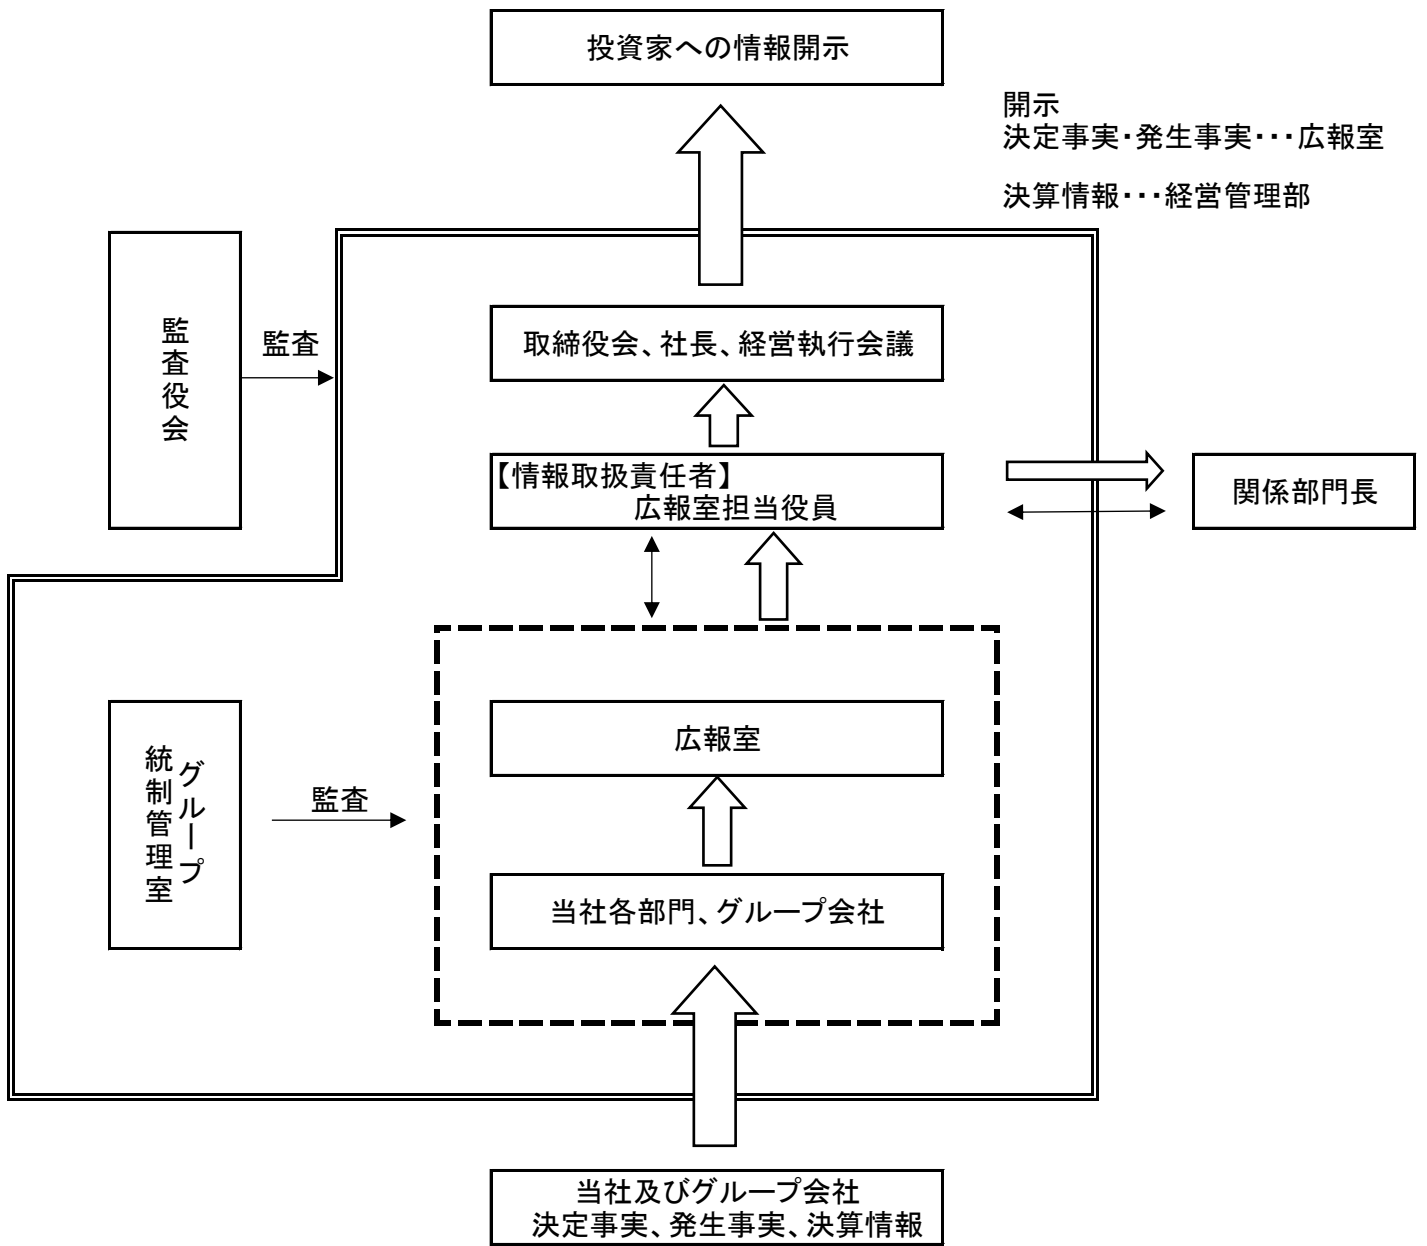 投資家への情報開示
開示
決定事実・発生事実・・・広報室
決算情報・・・経営管理部
監査役会
監査
取締役会、社長、経営執行会議
【情報取扱責任者】
広報室担当役員
関係部門長
グループ
統制管理室
監査
広報室
当社各部門、グループ会社
当社及びグループ会社
決定事実、発生事実、決算情報